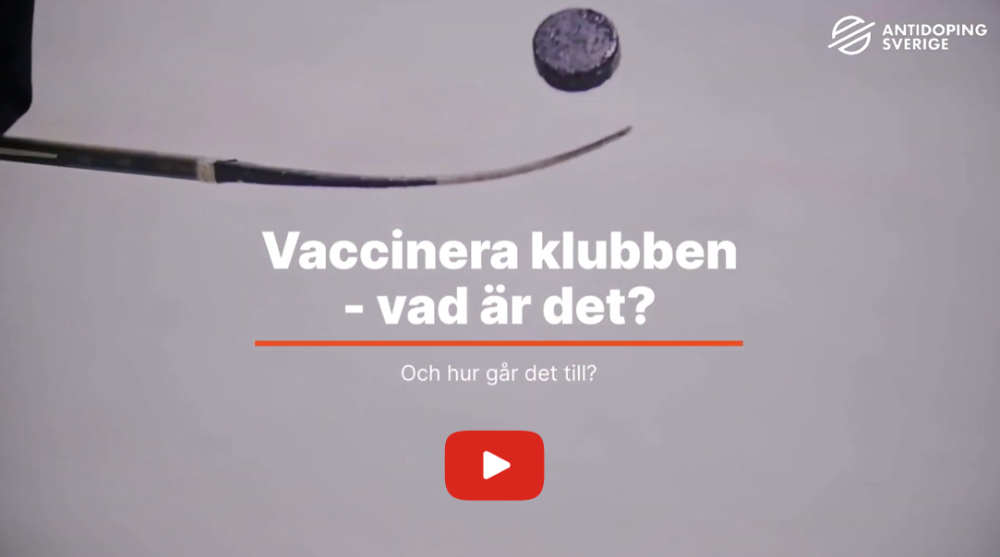 ANTIDOPING
SVERIGE
Vaccinera klubben
- vad är det?
Och hur går det till?